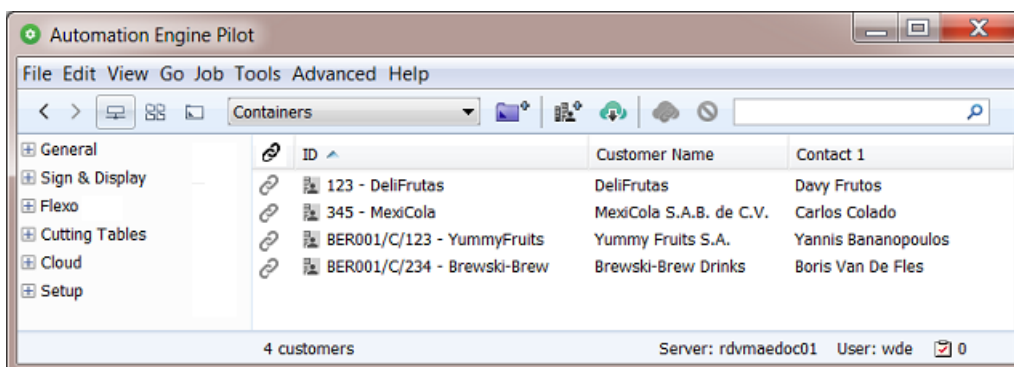 Automation Engine Pilot
File Edit View Go Job Tools Advanced Help
Containers
General
Sign & Display
Flexo
Cutting Tables
Cloud
Setup
ID Customer Name Contact 1
123 - DeliFrutas DeliFrutas Davy Frutos
345 - MexiCola MexiCola S.A.B. de C.V. Carlos Colado
BER001/C/123 - YummyFruits Yummy Fruits S.A. Yannis Bananopoulos
BER001/C/234 - Brewski-Brew Brewski-Brew Drinks Boris Van De Fles
4 customers Server: rdvmaedoc01 User: wde 0